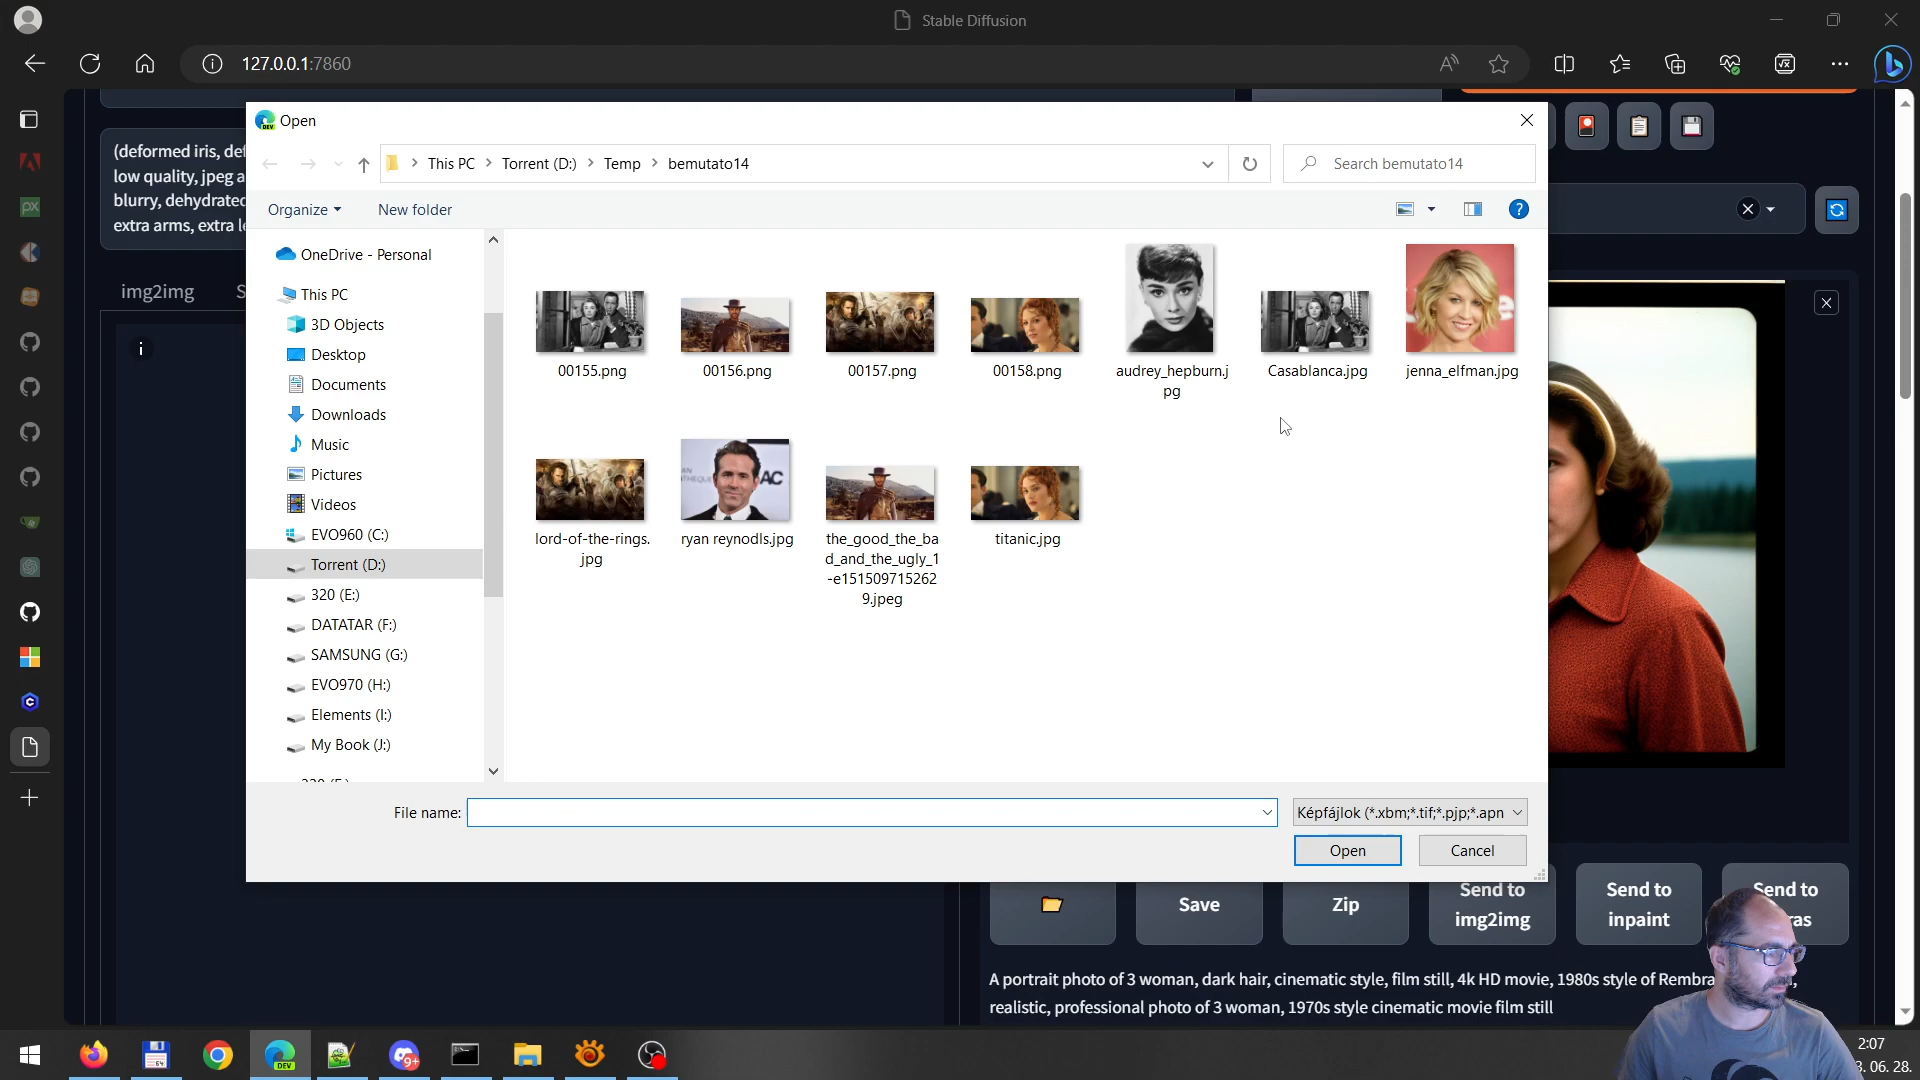 Stable Diffusion
127.0.0.1:7860
(deformed iris, def
low quality, jpeg a
blurry, dehydrated
extra arms, extra le
img2img
S
Open
This PC > Torrent (D:) > Temp > bemutato14
Search bemutato14
Organize
New folder
OneDrive - Personal
This PC
3D Objects
Desktop
Documents
Downloads
Music
Pictures
Videos
EVO960 (C:)
Torrent (D:)
320 (E:)
DATATAR (F:)
SAMSUNG (G:)
EVO970 (H:)
Elements (I:)
My Book (J:)
00155.png
00156.png
00157.png
00158.png
audrey_hepburn.j
pg
Casablanca.jpg
jenna_elfman.jpg
lord-of-the-rings.
jpg
ryan reynodls.jpg
the_good_the_ba
d_and_the_ugly_1
-e151509715262
9.jpeg
titanic.jpg
File name:
Képfájlok (*.xbm;*.tif;*.pjp;*.apn
Open
Cancel
Save
Zip
Send to
img2img
Send to
inpaint
Send to
ras
A portrait photo of 3 woman, dark hair, cinematic style, film still, 4k HD movie, 1980s style of Rembra
realistic, professional photo of 3 woman, 1970s style cinematic movie film still
2:07
3. 06. 28.